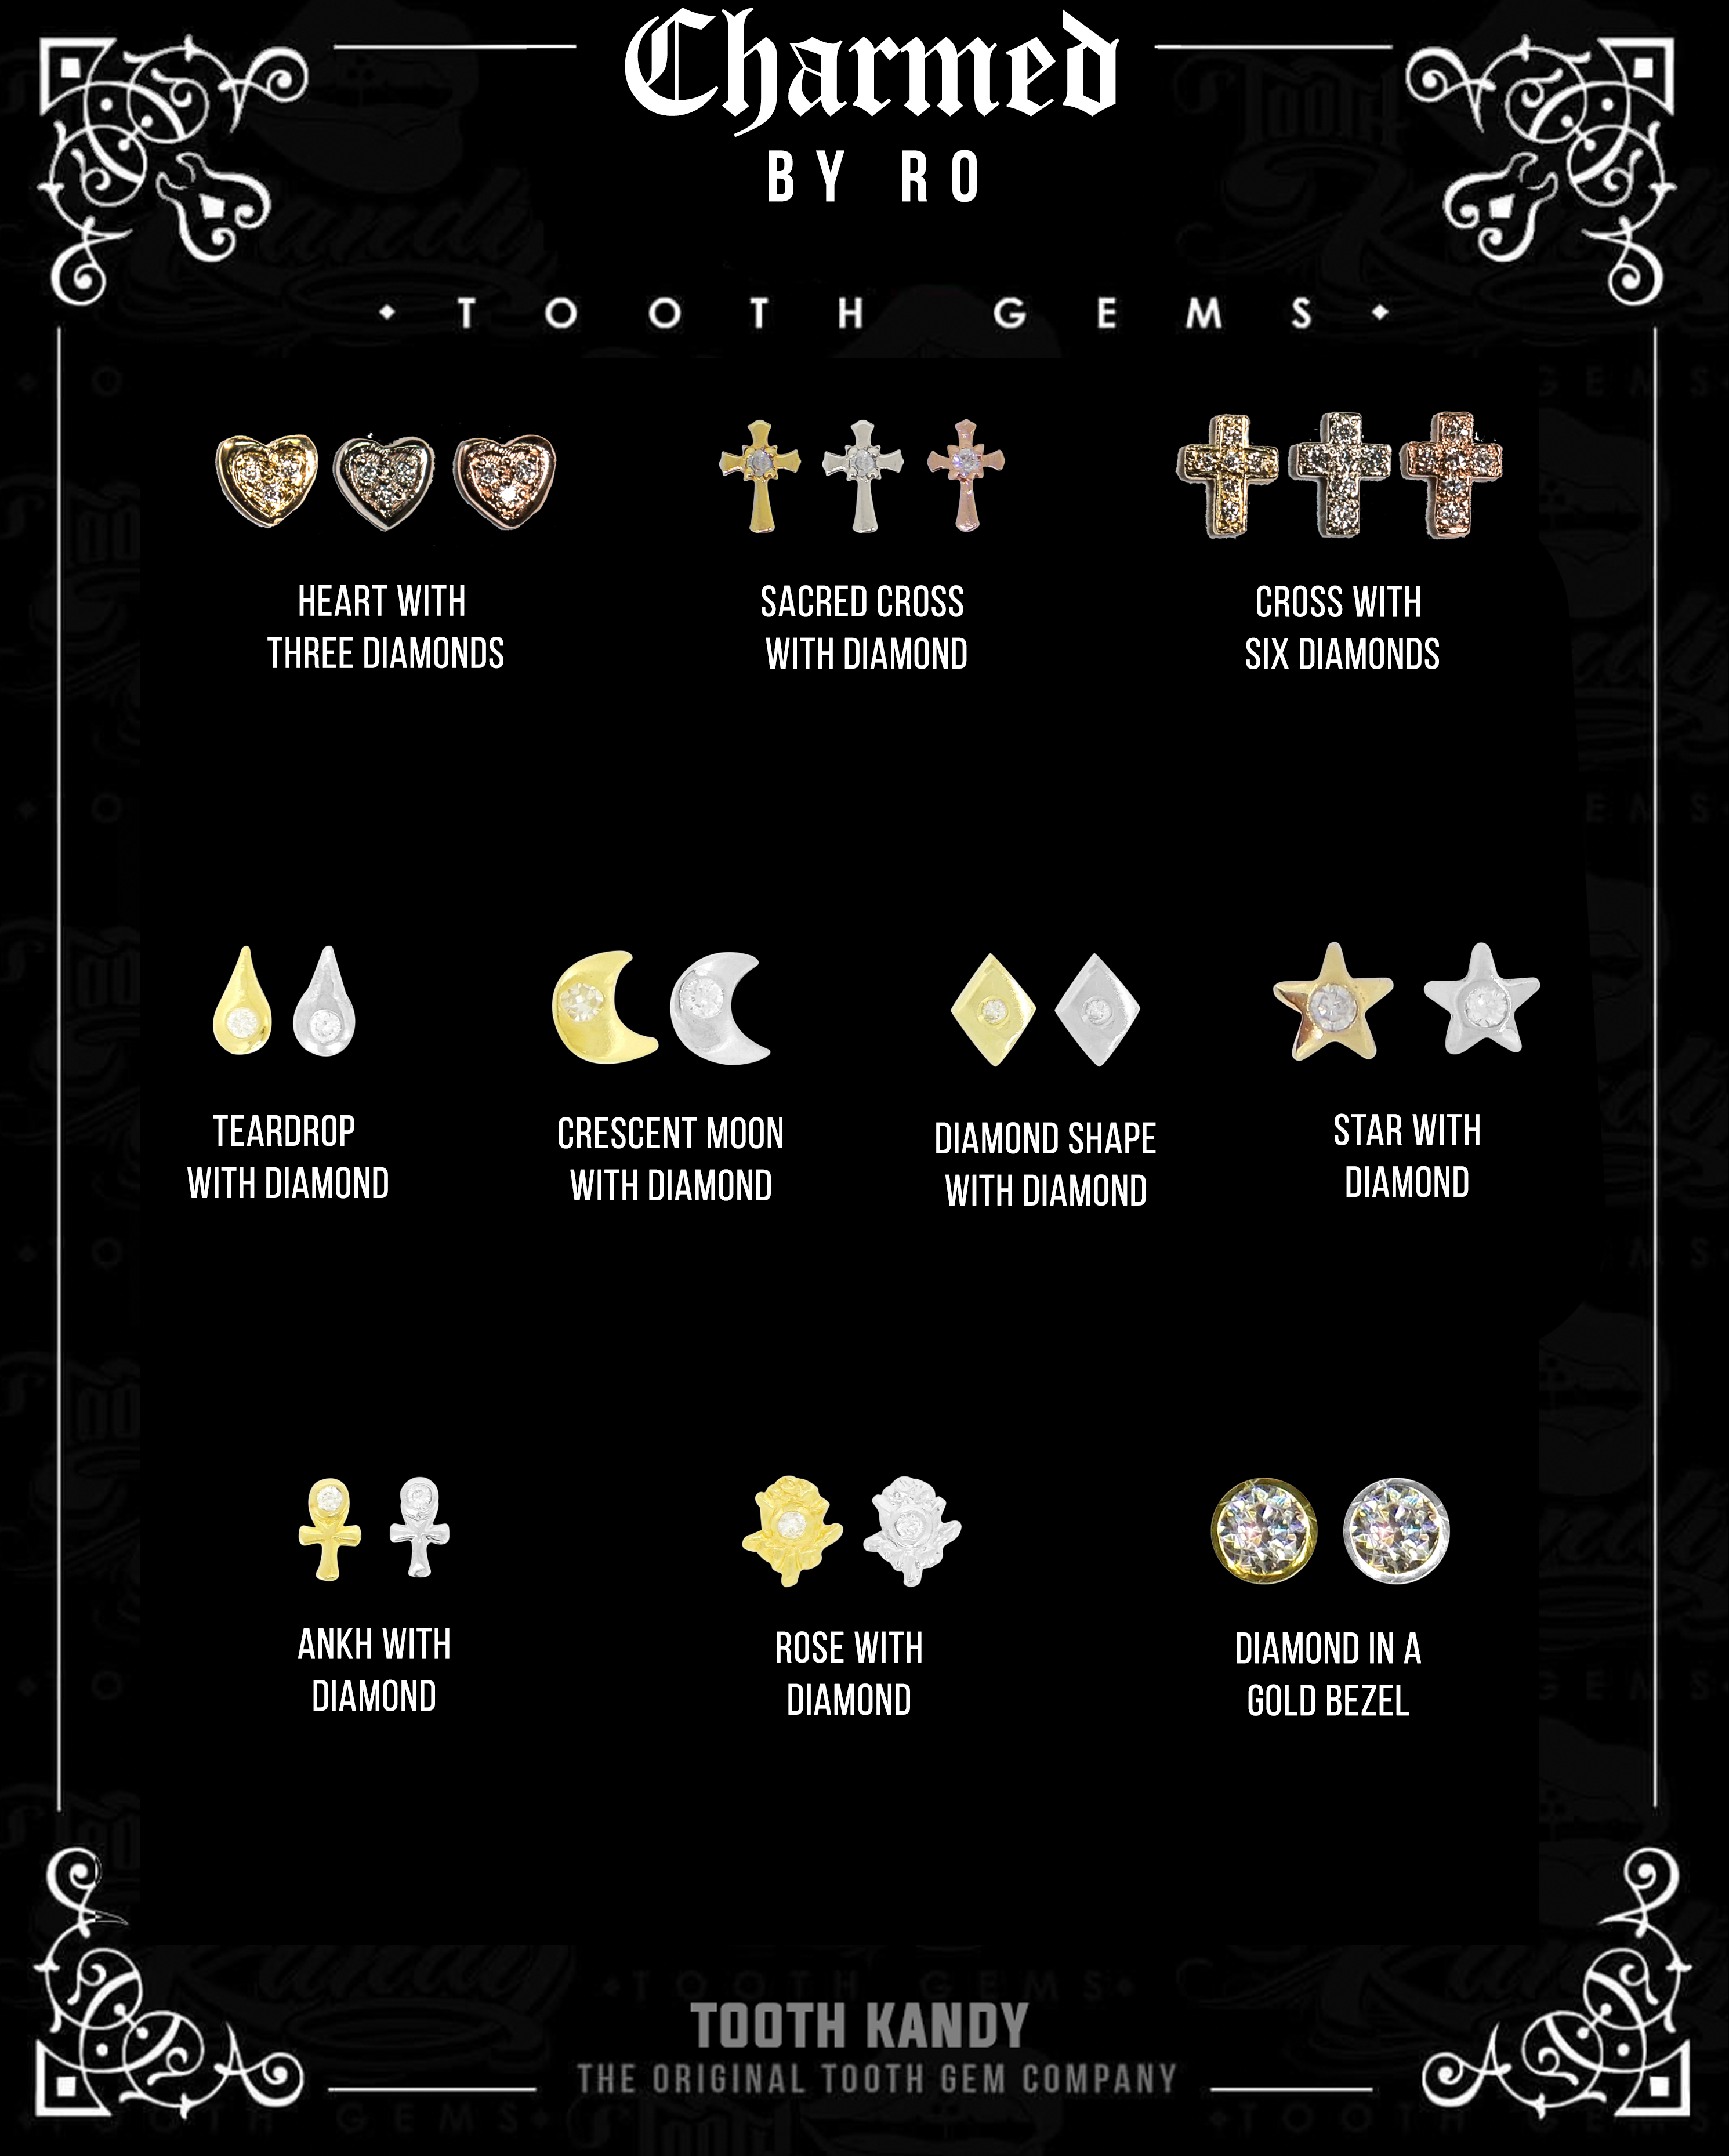 Charmed
BY RO
TOOTH GEMS
HEART WITH
THREE DIAMONDS
SACRED CROSS
WITH DIAMOND
CROSS WITH
SIX DIAMONDS
TEARDROP
WITH DIAMOND
CRESCENT MOON
WITH DIAMOND
DIAMOND SHAPE
WITH DIAMOND
STAR WITH
DIAMOND
ANKH WITH
DIAMOND
ROSE WITH
DIAMOND
DIAMOND IN A
GOLD BEZEL
TOOTH GEMS
TOOTH KANDY
THE ORIGINAL TOOTH GEM COMPANY